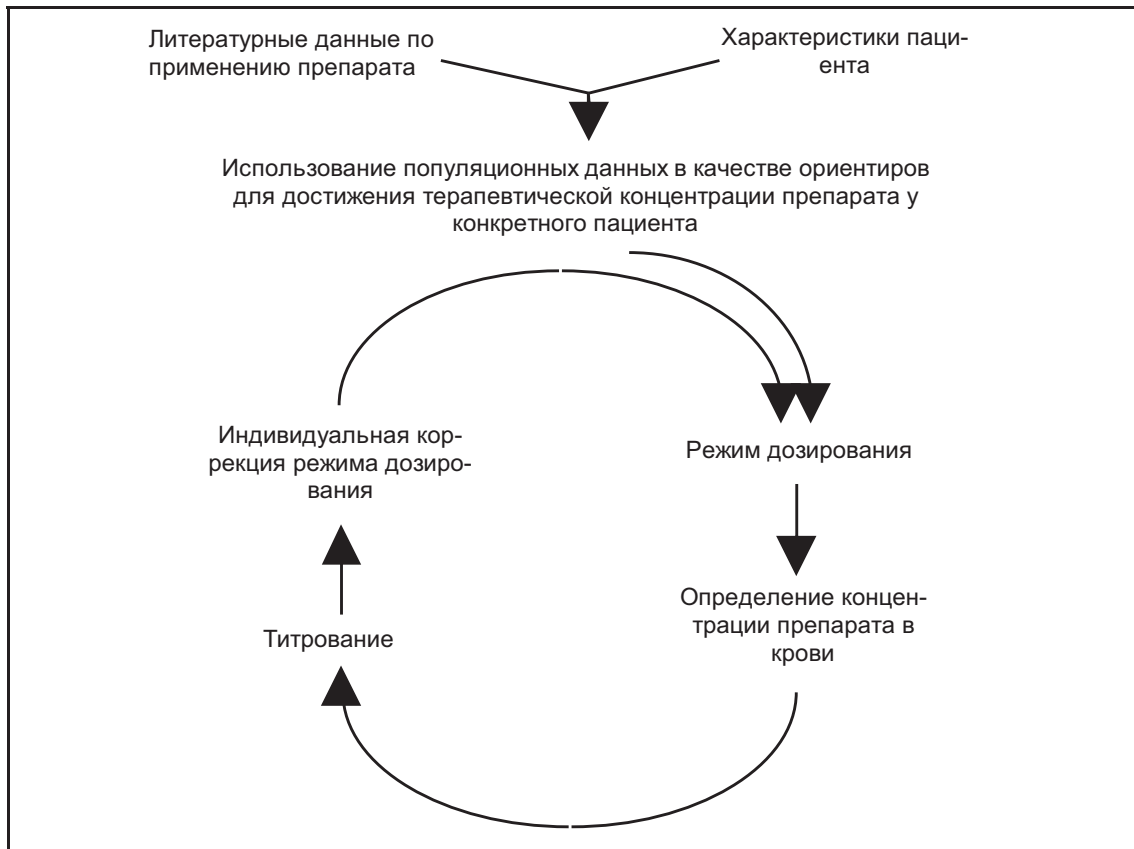 Литературные данные по
применению препарата
Характеристики паци-
ента
Использование популяционных данных в качестве ориентиров
для достижения терапевтической концентрации препарата у
конкретного пациента
Индивидуальная кор-
рекция режима дозиро-
вания
Режим дозирования
Титрование
Определение концен-
трации препарата в
крови